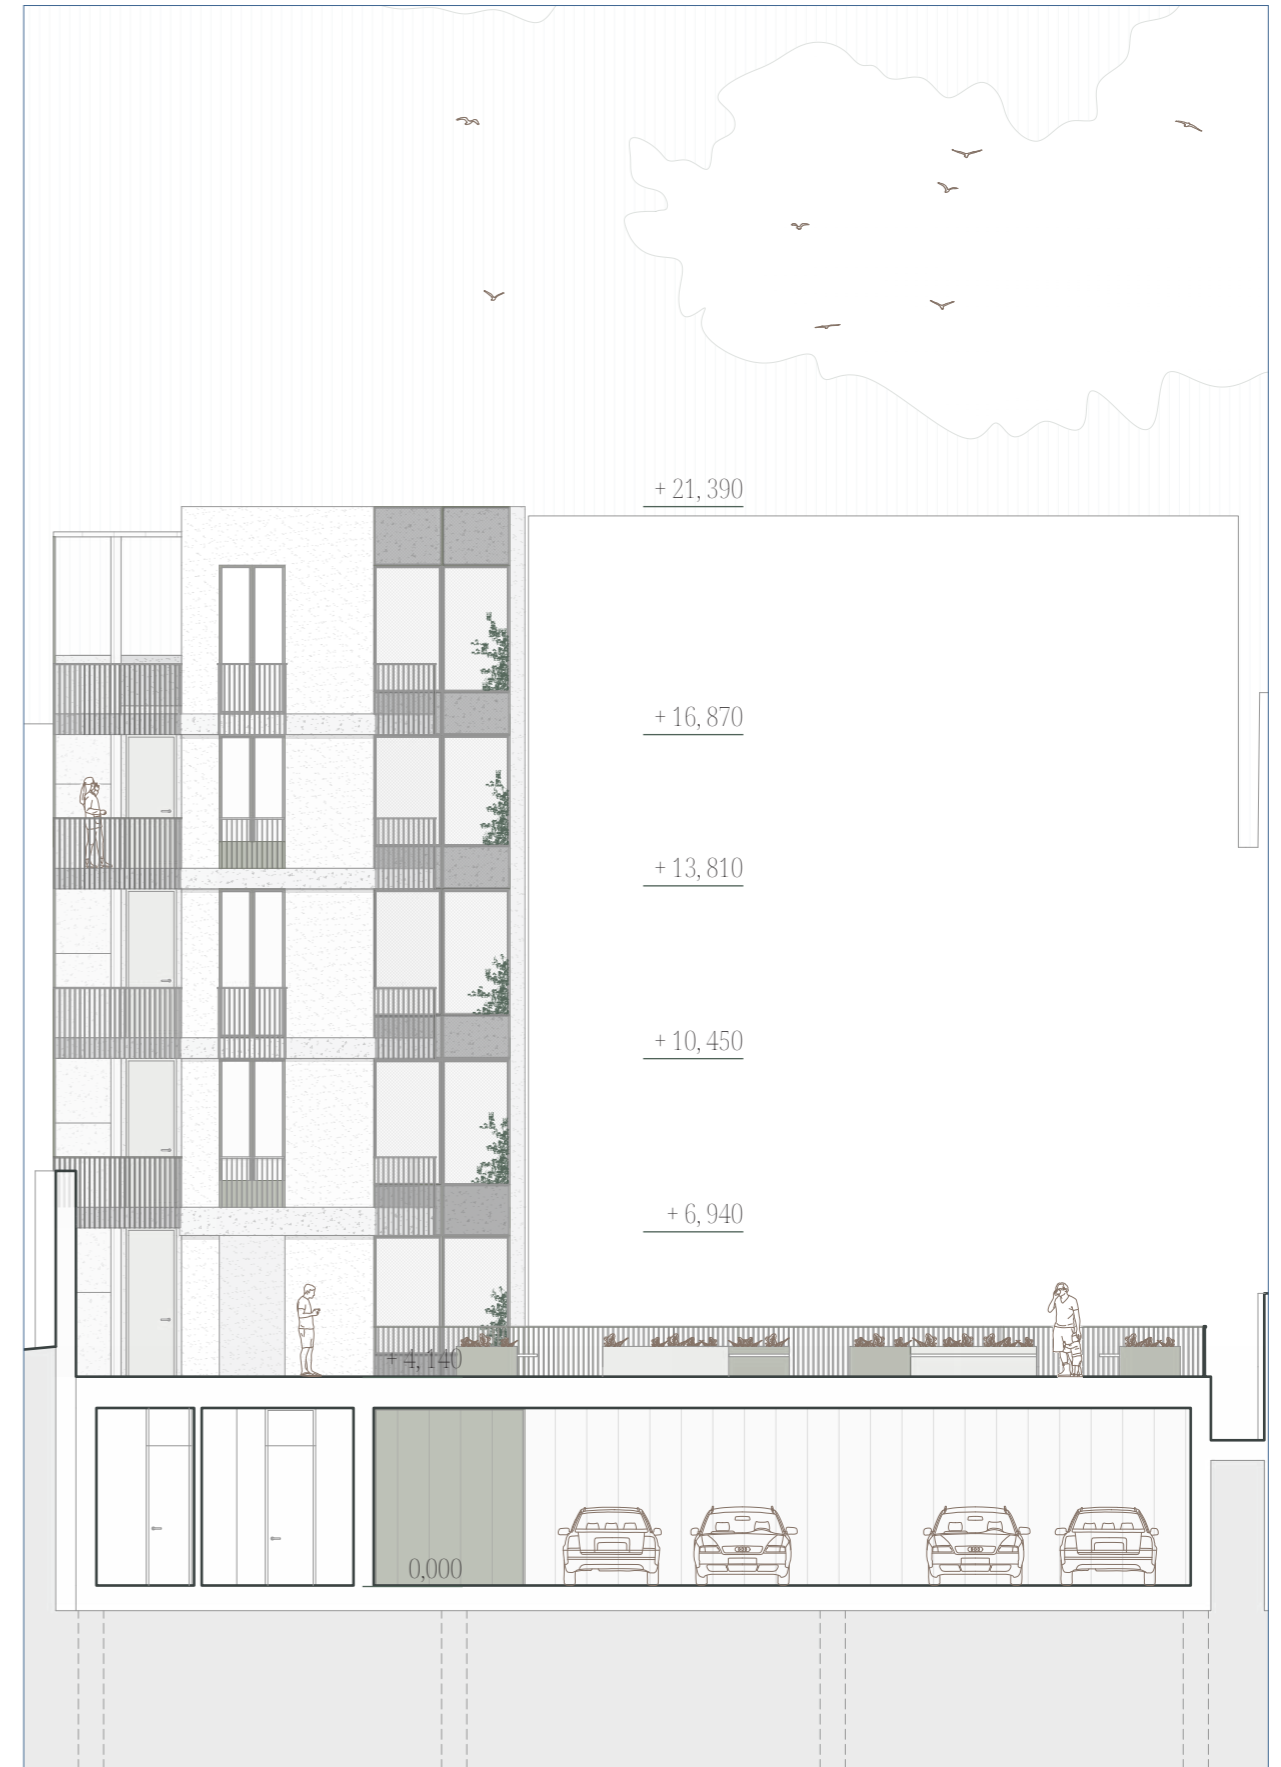 + 21, 390
+ 16, 870
+ 13, 810
+ 10, 450
+ 6, 940
+ 4, 140
0,000